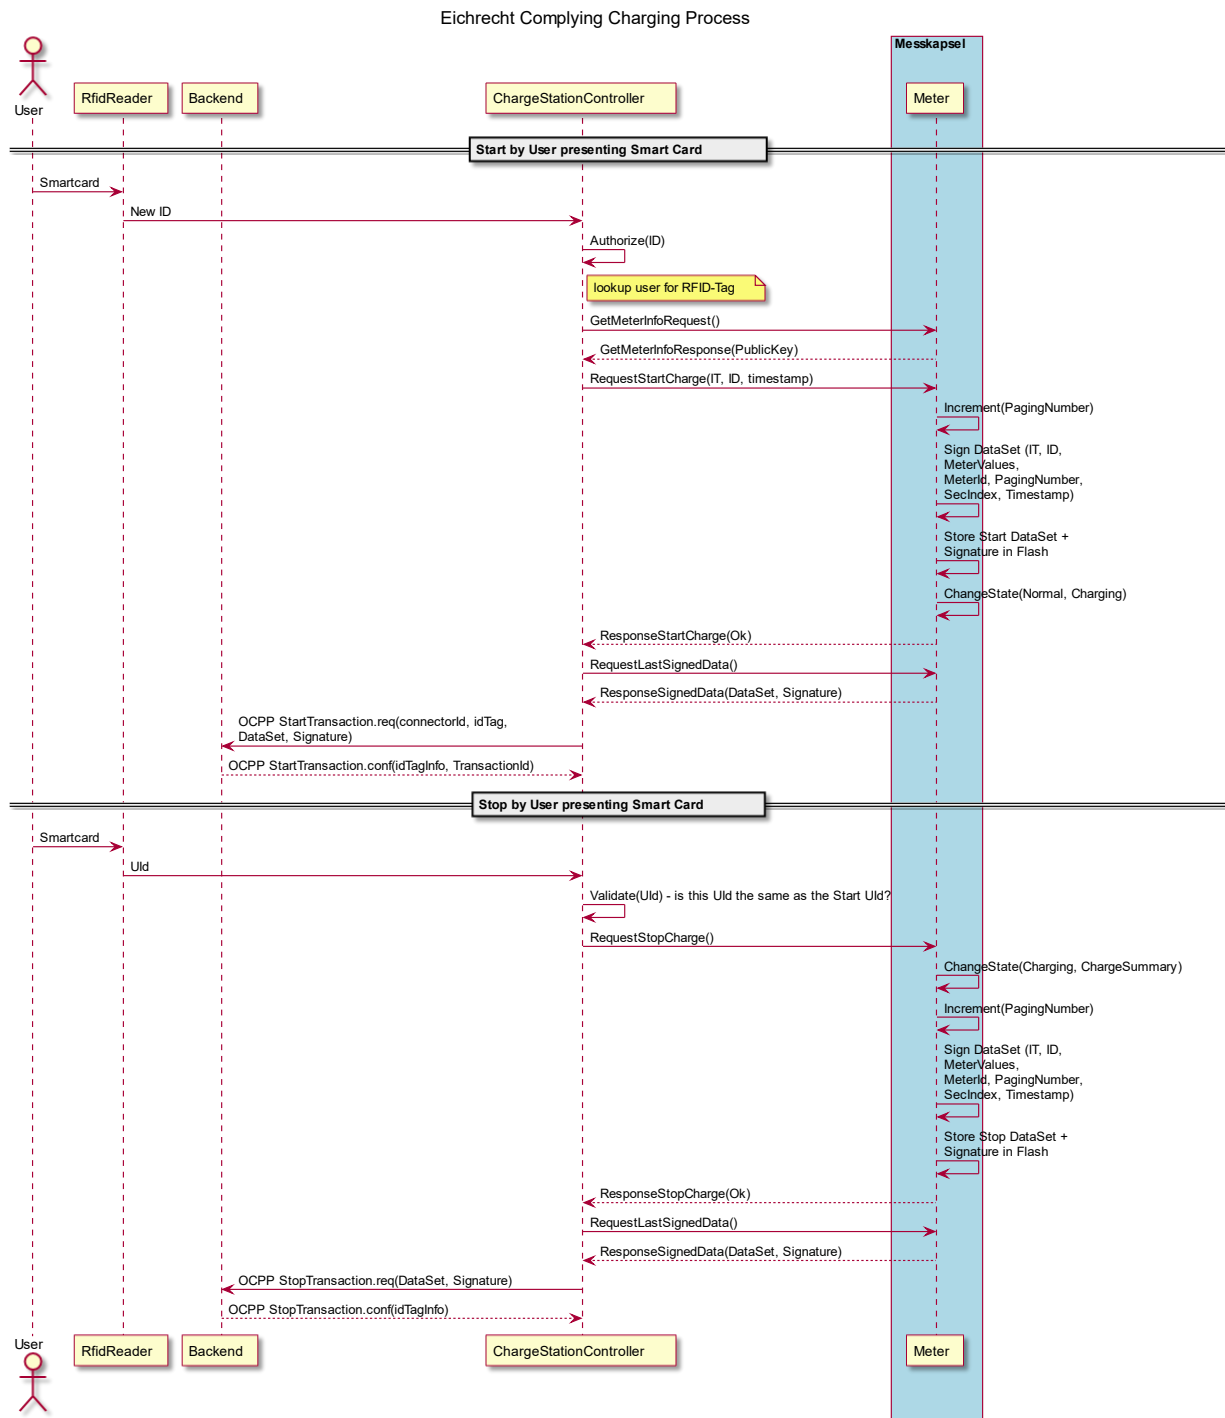 Eichrecht Complying Charging Process
Messkapsel
User
RfidReader
Backend
ChargeStationController
Meter
Start by User presenting Smart Card
Smartcard
New ID
Authorize(ID)
lookup user for RFID-Tag
GetMeterInfoRequest()
GetMeterInfoResponse(PublicKey)
RequestStartCharge(IT, ID, timestamp)
Increment(PagingNumber)
Sign DataSet (IT, ID,
MeterValues,
MeterId, PagingNumber,
SecIndex, Timestamp)
Store Start DataSet +
Signature in Flash
ChangeState(Normal, Charging)
ResponseStartCharge(Ok)
RequestLastSignedData()
ResponseSignedData(DataSet, Signature)
OCPP StartTransaction.req(connectorId, idTag,
DataSet, Signature)
OCPP StartTransaction.conf(idTagInfo, TransactionId)
Stop by User presenting Smart Card
Smartcard
UId
Validate(UId) - is this UId the same as the Start UId?
RequestStopCharge()
ChangeState(Charging, ChargeSummary)
Increment(PagingNumber)
Sign DataSet (IT, ID,
MeterValues,
MeterId, PagingNumber,
SecIndex, Timestamp)
Store Stop DataSet +
Signature in Flash
ResponseStopCharge(Ok)
RequestLastSignedData()
ResponseSignedData(DataSet, Signature)
OCPP StopTransaction.req(DataSet, Signature)
OCPP StopTransaction.conf(idTagInfo)
User
RfidReader
Backend
ChargeStationController
Meter